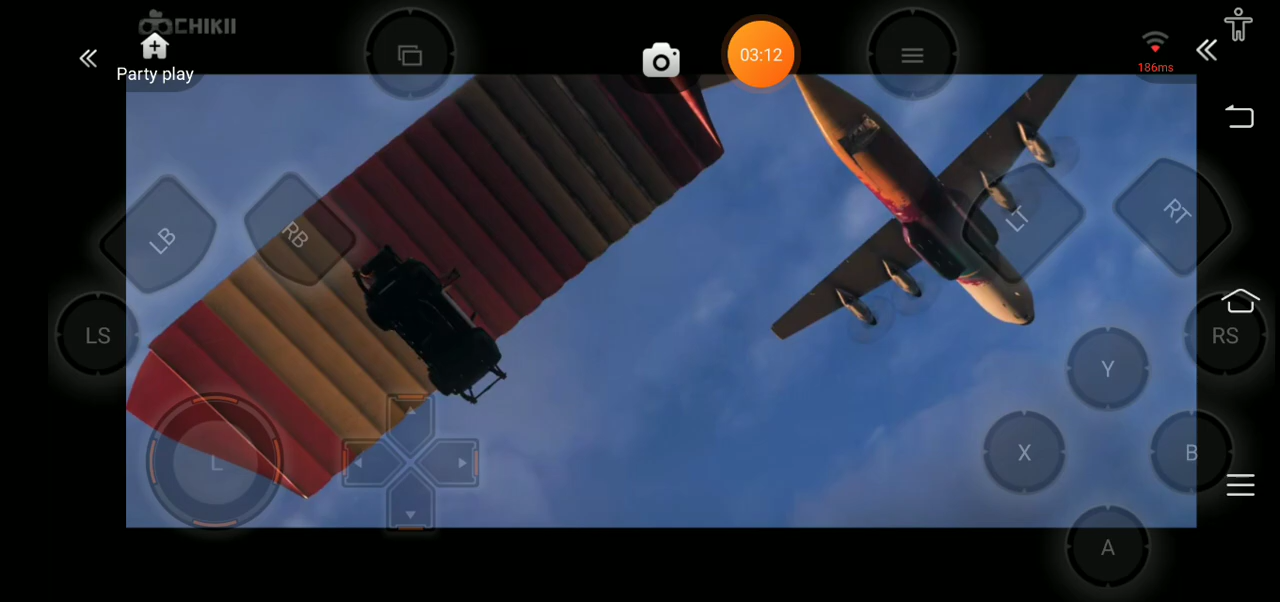 CHIKII
Party play
03:12
186ms
LB
RB
LT
RT
LS
RS
Y
L
X
B
A